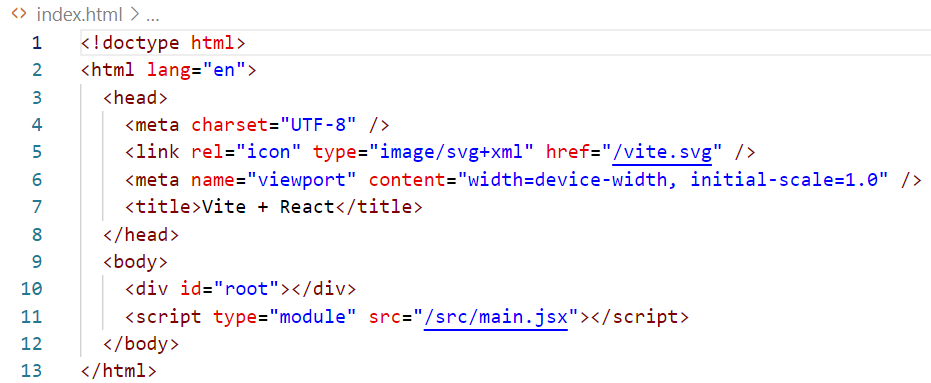 <> index.html > ...
1 <!doctype html>
2 <html lang="en">
3   <head>
4     <meta charset="UTF-8" />
5     <link rel="icon" type="image/svg+xml" href="/vite.svg" />
6     <meta name="viewport" content="width=device-width, initial-scale=1.0" />
7     <title>Vite + React</title>
8   </head>
9   <body>
10     <div id="root"></div>
11     <script type="module" src="/src/main.jsx"></script>
12   </body>
13 </html>